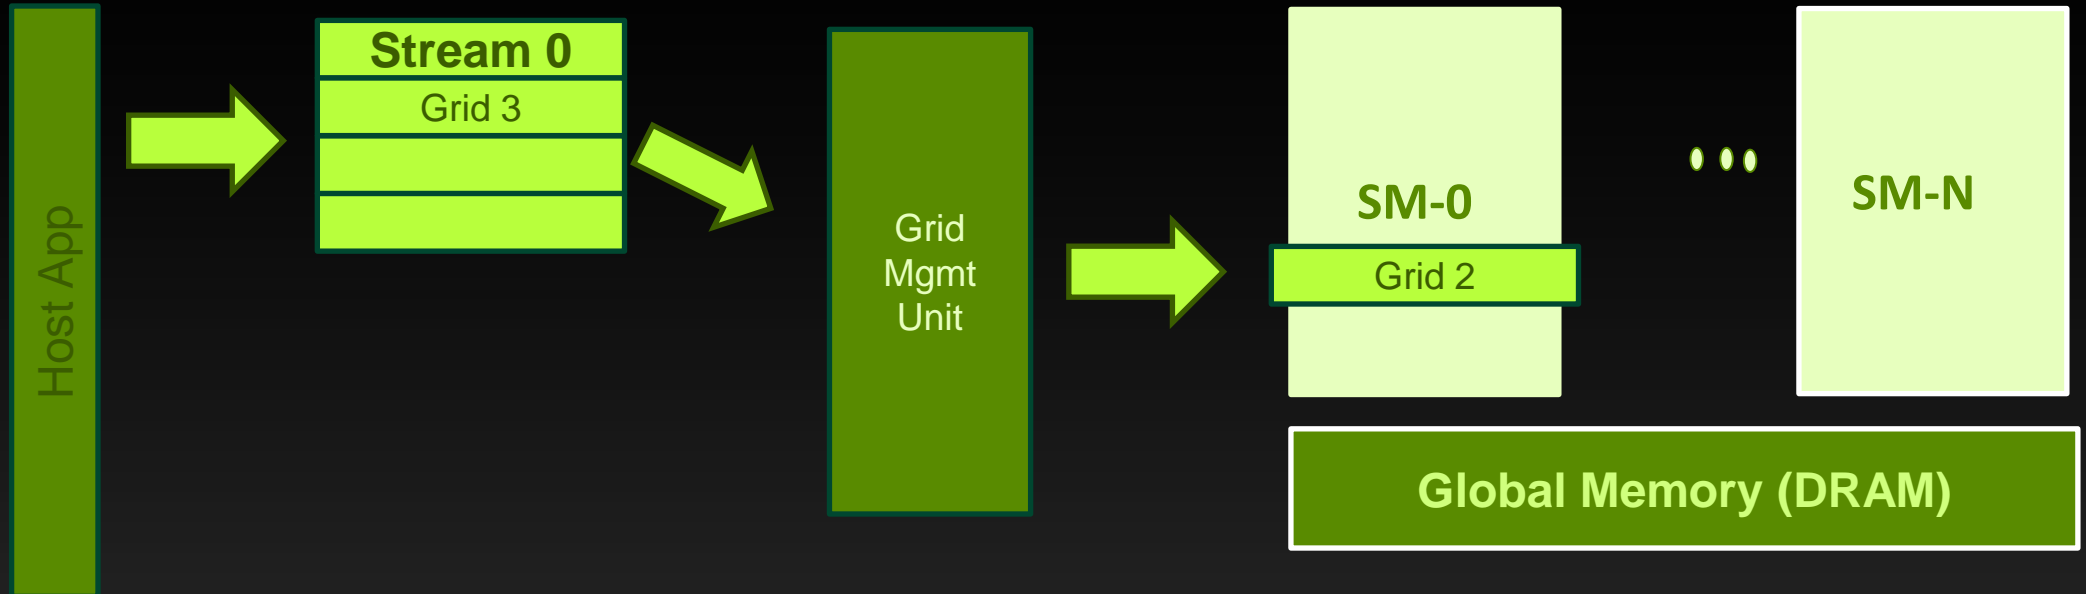 Host App
Stream 0
Grid 3
Grid
Mgmt
Unit
SM-0
Grid 2
SM-N
Global Memory (DRAM)